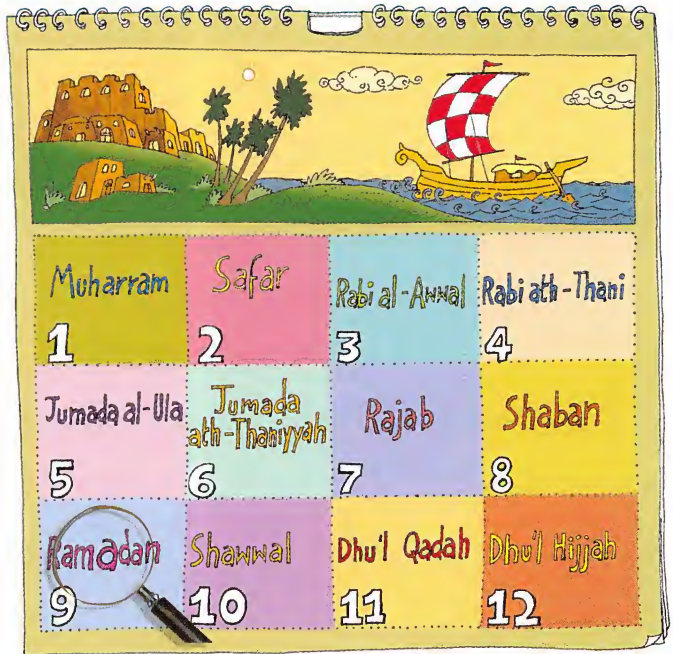 Muharram
1
Safar
2
Rabi al-Awwal
3
Rabi ath-Thani
4
Jumada al-Ula
5
Jumada
ath-Thaniyyah
6
Rajab
7
Shaban
8
Ramadan
9
Shawwal
10
Dhu'l Qadah
11
Dhu'l Hijjah
12